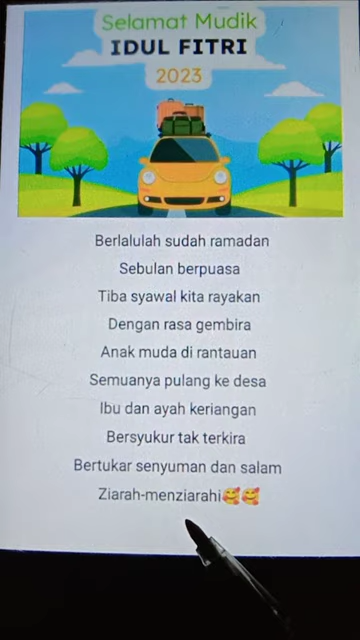 Selamat Mudik
IDUL FITRI
2023
Berlalulah sudah ramadan
Sebulan berpuasa
Tiba syawal kita rayakan
Dengan rasa gembira
Anak muda di rantauan
Semuanya pulang ke desa
Ibu dan ayah keriangan
Bersyukur tak terkira
Bertukar senyuman dan salam
Ziarah-menziarahi🥰🥰